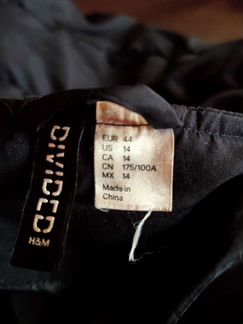 DIVIDED
H&M
EUR 44
US 14
CA 14
CN 175/100A
MX 14
Made in
China